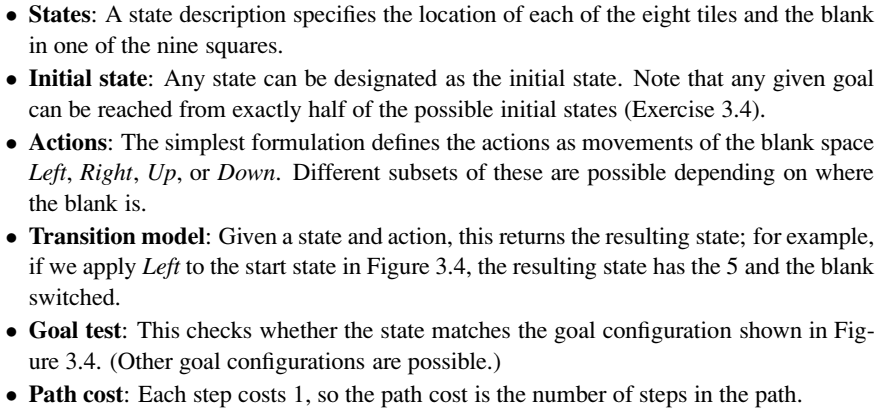 • States: A state description specifies the location of each of the eight tiles and the blank
in one of the nine squares.
• Initial state: Any state can be designated as the initial state. Note that any given goal
can be reached from exactly half of the possible initial states (Exercise 3.4).
• Actions: The simplest formulation defines the actions as movements of the blank space
Left, Right, Up, or Down. Different subsets of these are possible depending on where
the blank is.
• Transition model: Given a state and action, this returns the resulting state; for example,
if we apply Left to the start state in Figure 3.4, the resulting state has the 5 and the blank
switched.
• Goal test: This checks whether the state matches the goal configuration shown in Fig-
ure 3.4. (Other goal configurations are possible.)
• Path cost: Each step costs 1, so the path cost is the number of steps in the path.